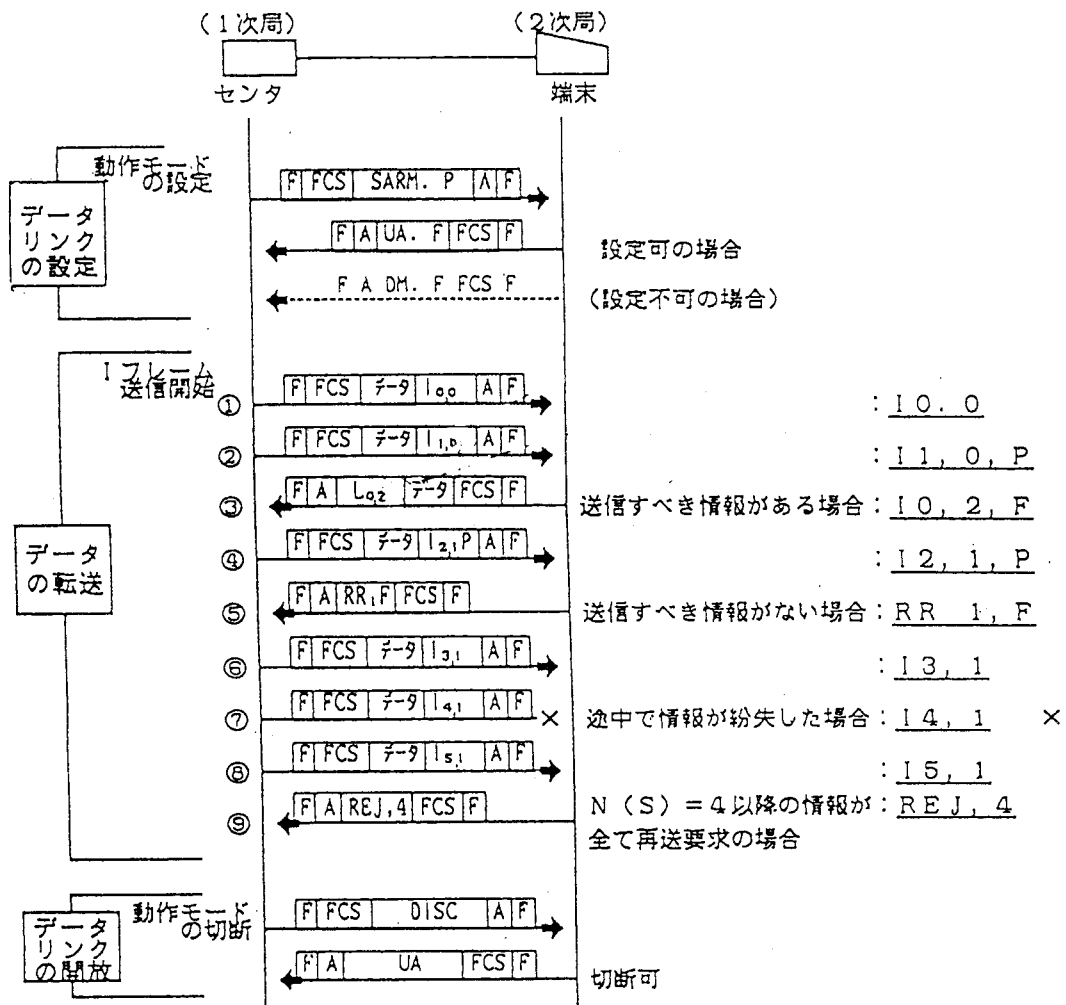 (1次局)
(2次局)
センタ
端末
動作モード
の設定
データ
リンク
の設定
F FCS SARM. P A F
F A UA. F FCS F
設定可の場合
F A DM. F FCS F
(設定不可の場合)
Iフレーム
送信開始
① F FCS データ I0,0 A F
:I0.0
② F FCS データ I1,0 A F
:I1,0,P
③ F A I0,2 データ FCS F
送信すべき情報がある場合:I0,2,F
④ F FCS データ I2,1P A F
:I2,1,P
データ
の転送
⑤ F A RR1F FCS F
送信すべき情報がない場合:RR 1,F
⑥ F FCS データ I3,1 A F
:I3,1
⑦ F FCS データ I4,1 A F ×
途中で情報が紛失した場合:I4,1 ×
⑧ F FCS データ I5,1 A F
:I5,1
⑨ F A REJ,4 FCS F
N(S)=4以降の情報が:REJ,4
全て再送要求の場合
動作モード
の切断
データ
リンク
の開放
F FCS DISC A F
F A UA FCS F
切断可